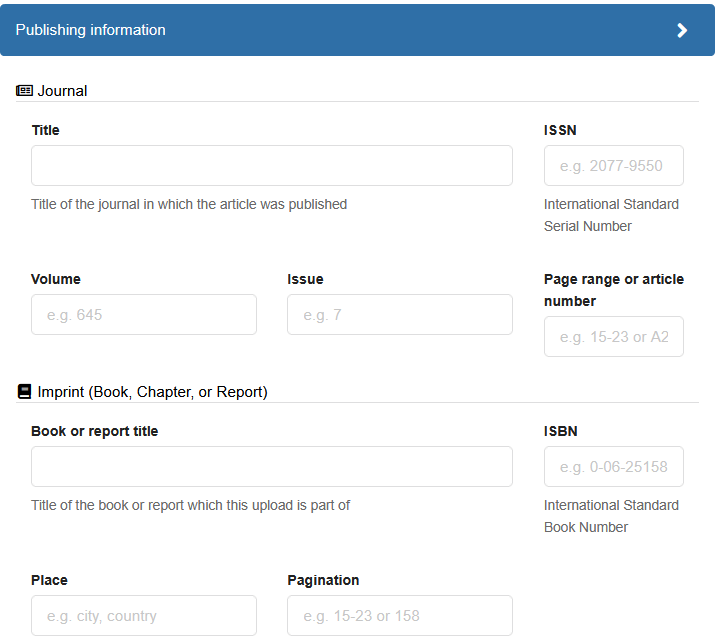 Publishing information
Journal
Title
ISSN
e.g. 2077-9550
Title of the journal in which the article was published
International Standard
Serial Number
Volume
Issue
Page range or article
number
e.g. 645
e.g. 7
e.g. 15-23 or A2
Imprint (Book, Chapter, or Report)
Book or report title
ISBN
e.g. 0-06-25158
Title of the book or report which this upload is part of
International Standard
Book Number
Place
Pagination
e.g. city, country
e.g. 15-23 or 158